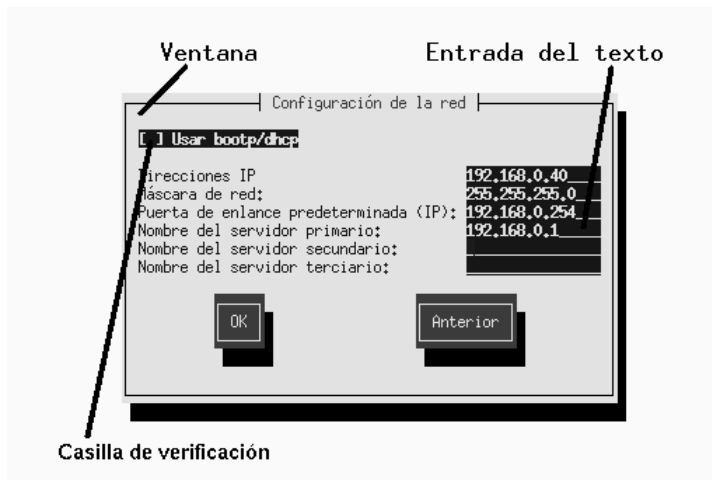 Ventana Entrada del texto
Configuración de la red
[ ] Usar bootp/dhcp
Direcciones IP 192.168.0.40
Máscara de red: 255.255.255.0
Puerta de enlance predeterminada (IP): 192.168.0.254
Nombre del servidor primario: 192.168.0.1
Nombre del servidor secundario:
Nombre del servidor terciario:
OK Anterior
Casilla de verificación